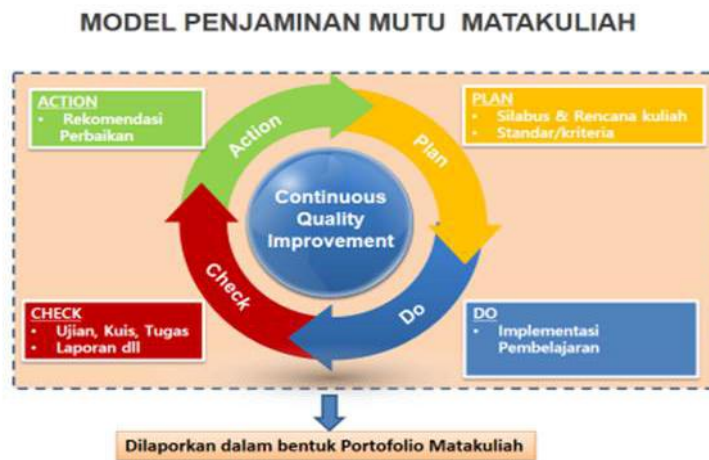 MODEL PENJAMINAN MUTU MATAKULIAH
ACTION
• Rekomendasi
Perbaikan
PLAN
• Silabus & Rencana kuliah
• Standar/kriteria
Action
Plan
Continuous
Quality
Improvement
Check
Do
CHECK
• Ujian, Kuis, Tugas
• Laporan dll
DO
• Implementasi
Pembelajaran
Dilaporkan dalam bentuk Portofolio Matakuliah